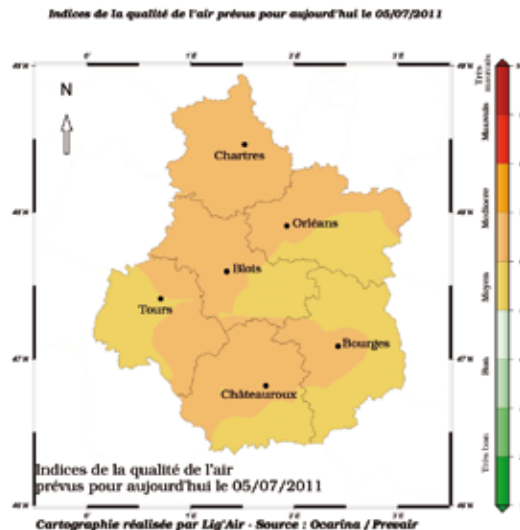 Indices de la qualité de l'air prévus pour aujourd'hui le 05/07/2011
N
Très mauvais
Mauvais
Médiocre
Moyen
Bon
Très bon
Chartres
Orléans
Blois
Tours
Bourges
Châteauroux
Indices de la qualité de l'air
prévus pour aujourd'hui le 05/07/2011
Cartographie réalisée par Lig'Air - Source : Ocarina / Prevair